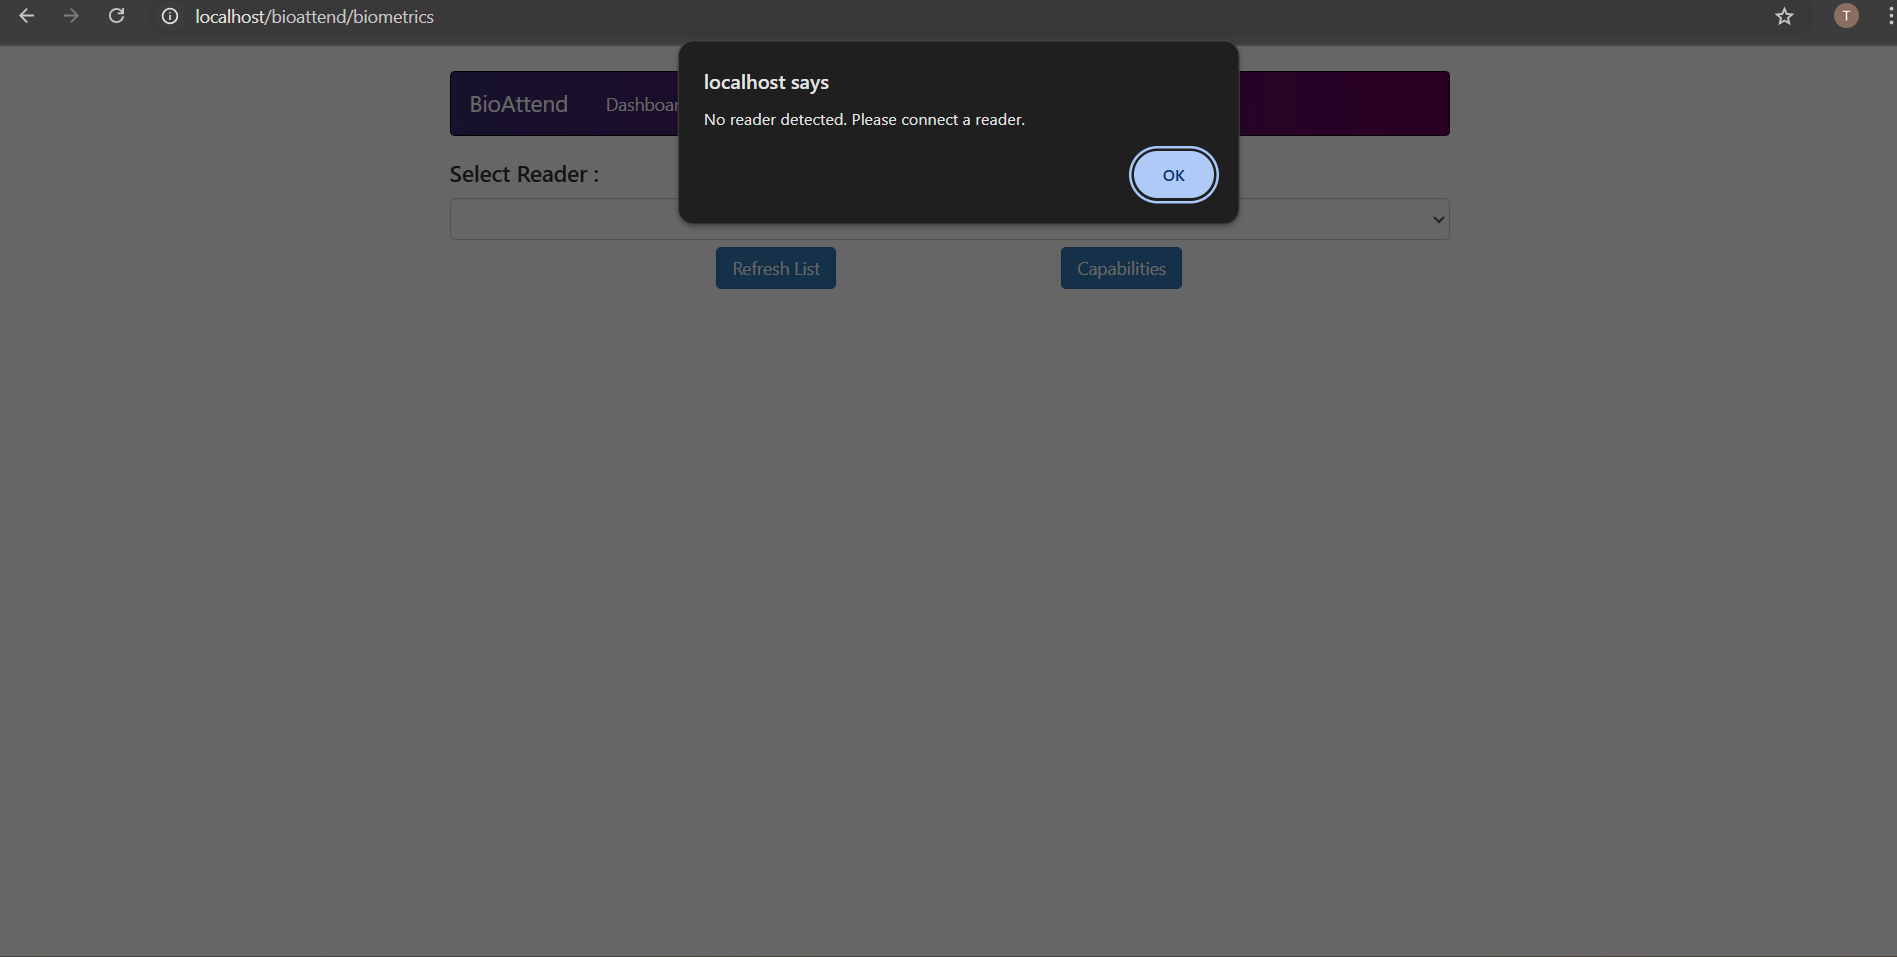 localhost/bioattend/biometrics
T
localhost says
No reader detected. Please connect a reader.
OK
BioAttend Dashboar
Select Reader :
Refresh List Capabilities